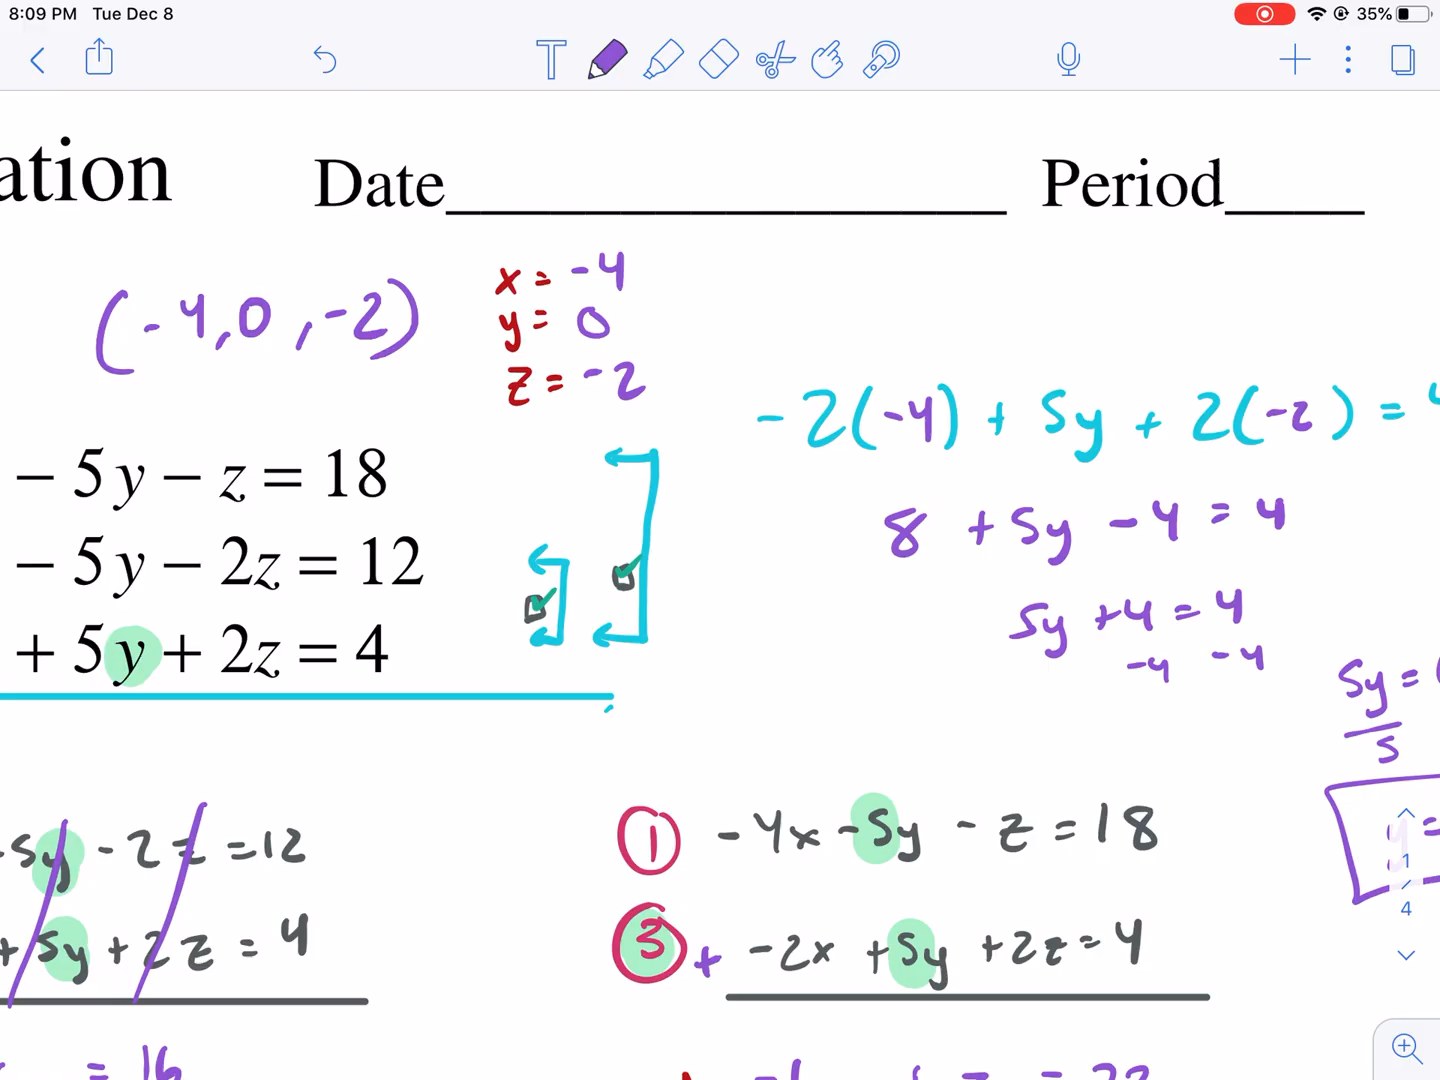 8:09 PM Tue Dec 8
35%
ation Date Period
(-4,0,-2)
x = -4
y = 0
z = -2
-2(-4) + 5y + 2(-2) =
8 + 5y - 4 = 4
5y + 4 = 4
-4 -4
5y =
5
y =
− 5y − z = 18
− 5y − 2z = 12
+ 5y + 2z = 4
5y - 2z = 12
+ 5y + 2z = 4
= 16
① -4x - 5y - z = 18
③ + -2x + 5y + 2z = 4
1
/
4